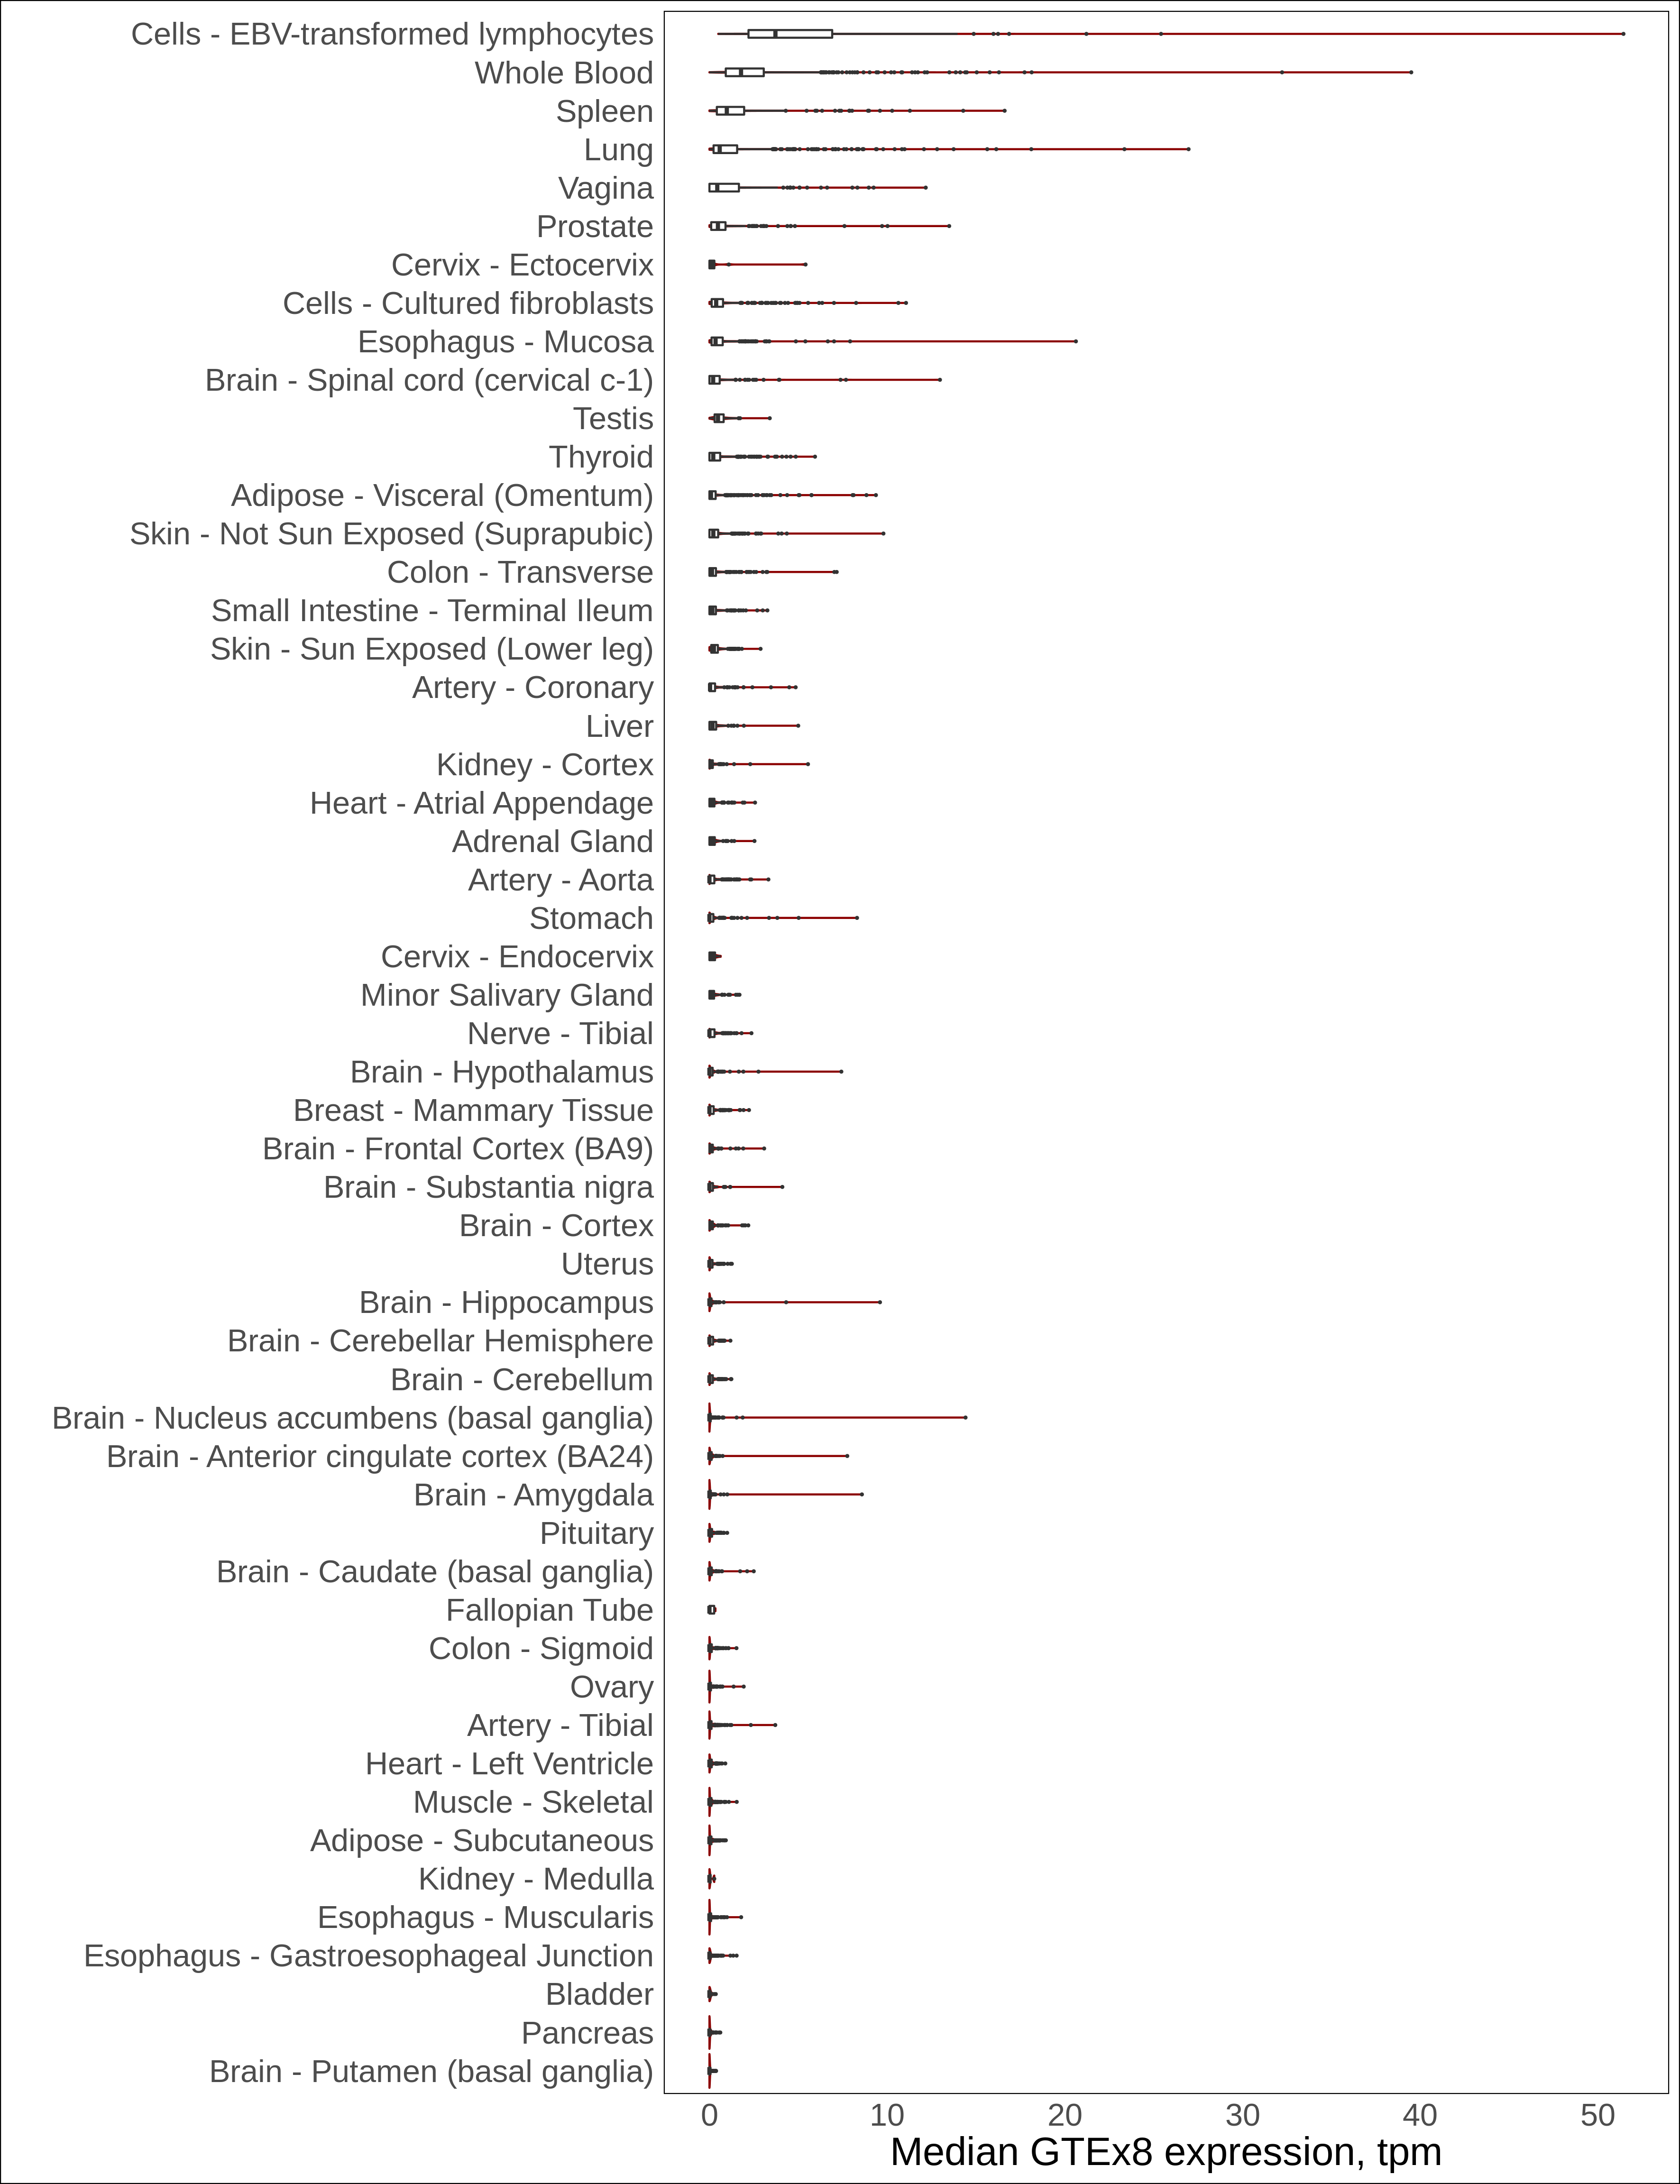 Cells - EBV-transformed lymphocytes
Whole Blood
Spleen
Lung
Vagina
Prostate
Cervix - Ectocervix
Cells - Cultured fibroblasts
Esophagus - Mucosa
Brain - Spinal cord (cervical c-1)
Testis
Thyroid
Adipose - Visceral (Omentum)
Skin - Not Sun Exposed (Suprapubic)
Colon - Transverse
Small Intestine - Terminal Ileum
Skin - Sun Exposed (Lower leg)
Artery - Coronary
Liver
Kidney - Cortex
Heart - Atrial Appendage
Adrenal Gland
Artery - Aorta
Stomach
Cervix - Endocervix
Minor Salivary Gland
Nerve - Tibial
Brain - Hypothalamus
Breast - Mammary Tissue
Brain - Frontal Cortex (BA9)
Brain - Substantia nigra
Brain - Cortex
Uterus
Brain - Hippocampus
Brain - Cerebellar Hemisphere
Brain - Cerebellum
Brain - Nucleus accumbens (basal ganglia)
Brain - Anterior cingulate cortex (BA24)
Brain - Amygdala
Pituitary
Brain - Caudate (basal ganglia)
Fallopian Tube
Colon - Sigmoid
Ovary
Artery - Tibial
Heart - Left Ventricle
Muscle - Skeletal
Adipose - Subcutaneous
Kidney - Medulla
Esophagus - Muscularis
Esophagus - Gastroesophageal Junction
Bladder
Pancreas
Brain - Putamen (basal ganglia)
0 10 20 30 40 50
Median GTEx8 expression, tpm